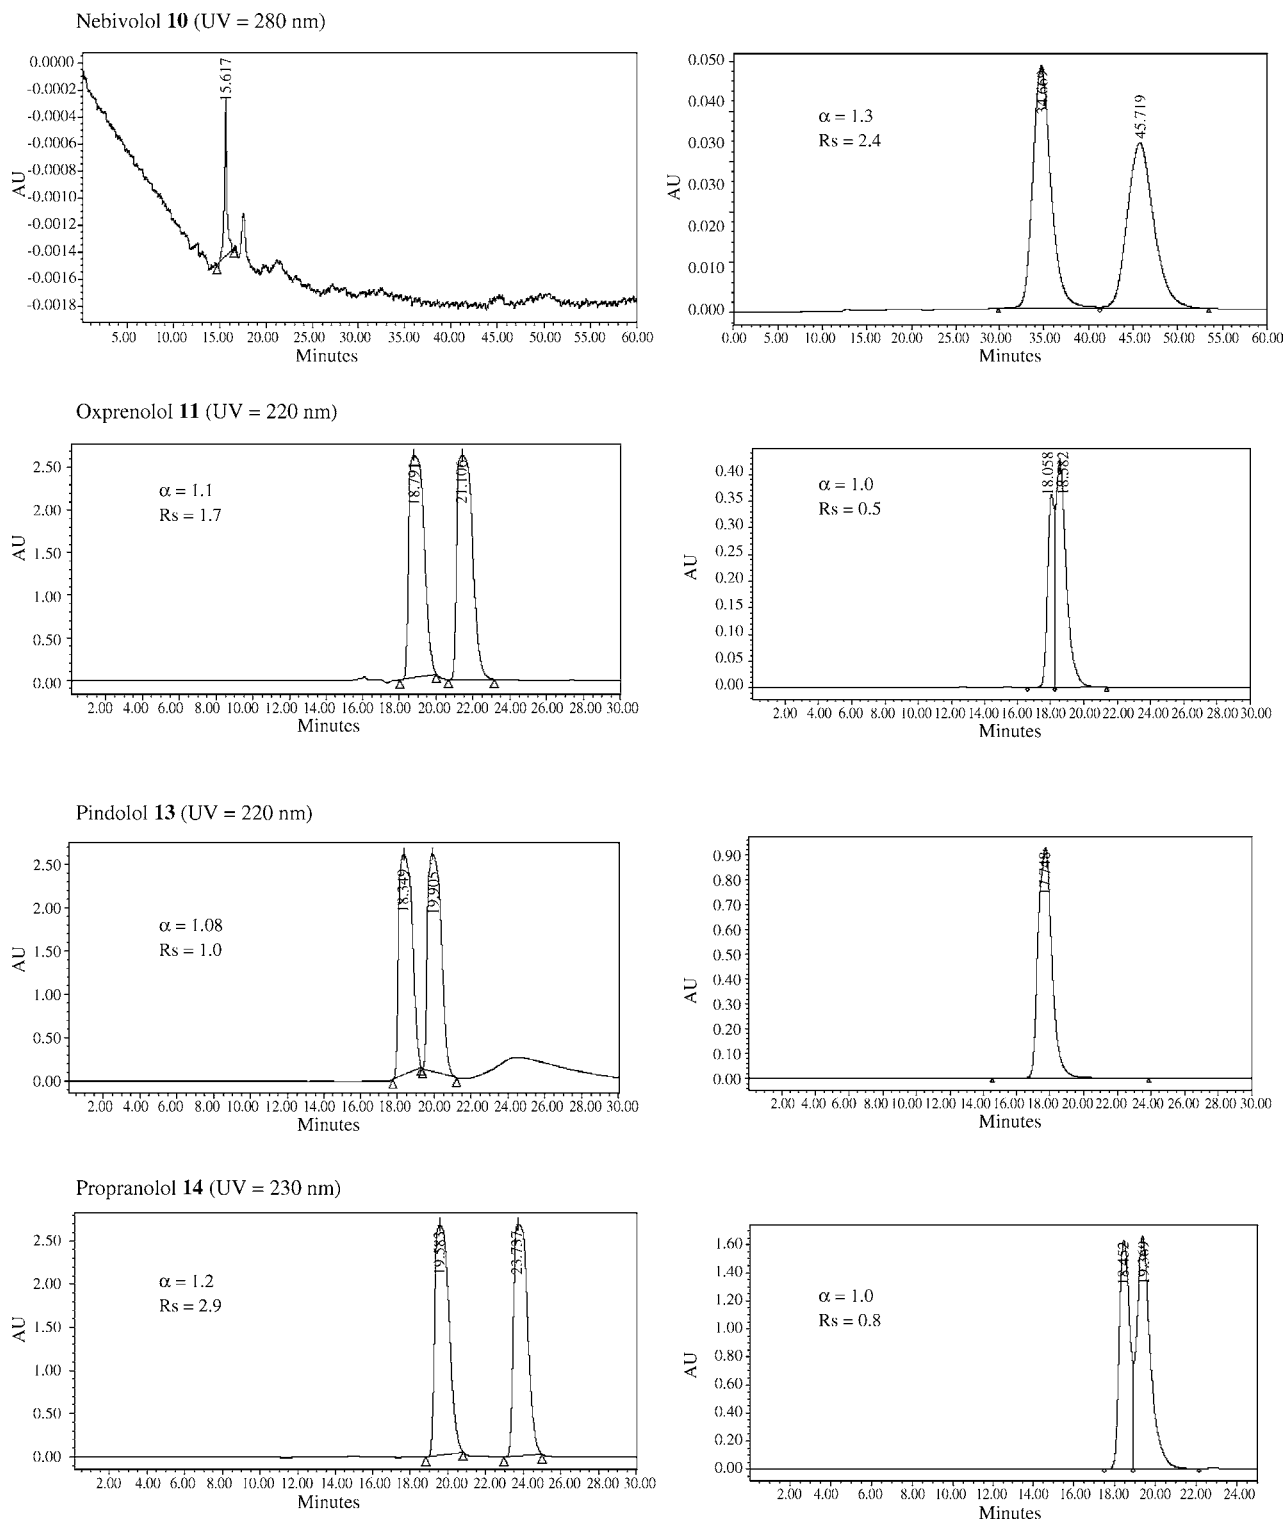 Nebivolol 10 (UV = 280 nm)
0.0000
-0.0002
-0.0004
-0.0006
-0.0008
-0.0010
-0.0012
-0.0014
-0.0016
-0.0018
AU
15.617
5.00 10.00 15.00 20.00 25.00 30.00 35.00 40.00 45.00 50.00 55.00 60.00
Minutes
0.050
0.040
0.030
0.030
0.020
0.010
0.000
AU
α = 1.3
Rs = 2.4
45.719
0.00 5.00 10.00 15.00 20.00 25.00 30.00 35.00 40.00 45.00 50.00 55.00 60.00
Minutes
Oxprenolol 11 (UV = 220 nm)
2.50
2.00
1.50
1.00
0.50
0.00
AU
α = 1.1
Rs = 1.7
18.791
2.00 4.00 6.00 8.00 10.00 12.00 14.00 16.00 18.00 20.00 22.00 24.00 26.00 28.00 30.00
Minutes
0.40
0.35
0.30
0.25
0.20
0.15
0.10
0.05
0.00
AU
α = 1.0
Rs = 0.5
18.058
18.582
2.00 4.00 6.00 8.00 10.00 12.00 14.00 16.00 18.00 20.00 22.00 24.00 26.00 28.00 30.00
Minutes
Pindolol 13 (UV = 220 nm)
2.50
2.00
1.50
1.00
0.50
0.00
AU
α = 1.08
Rs = 1.0
18.349
19.905
2.00 4.00 6.00 8.00 10.00 12.00 14.00 16.00 18.00 20.00 22.00 24.00 26.00 28.00 30.00
Minutes
0.90
0.80
0.70
0.60
0.50
0.40
0.30
0.20
0.10
0.00
AU
17.748
2.00 4.00 6.00 8.00 10.00 12.00 14.00 16.00 18.00 20.00 22.00 24.00 26.00 28.00 30.00
Minutes
Propranolol 14 (UV = 230 nm)
2.50
2.00
1.50
1.00
0.50
0.00
AU
α = 1.2
Rs = 2.9
19.583
23.737
2.00 4.00 6.00 8.00 10.00 12.00 14.00 16.00 18.00 20.00 22.00 24.00 26.00 28.00 30.00
Minutes
1.60
1.40
1.20
1.00
0.80
0.60
0.40
0.20
0.00
AU
α = 1.0
Rs = 0.8
18.452
2.00 4.00 6.00 8.00 10.00 12.00 14.00 16.00 18.00 20.00 22.00 24.00
Minutes